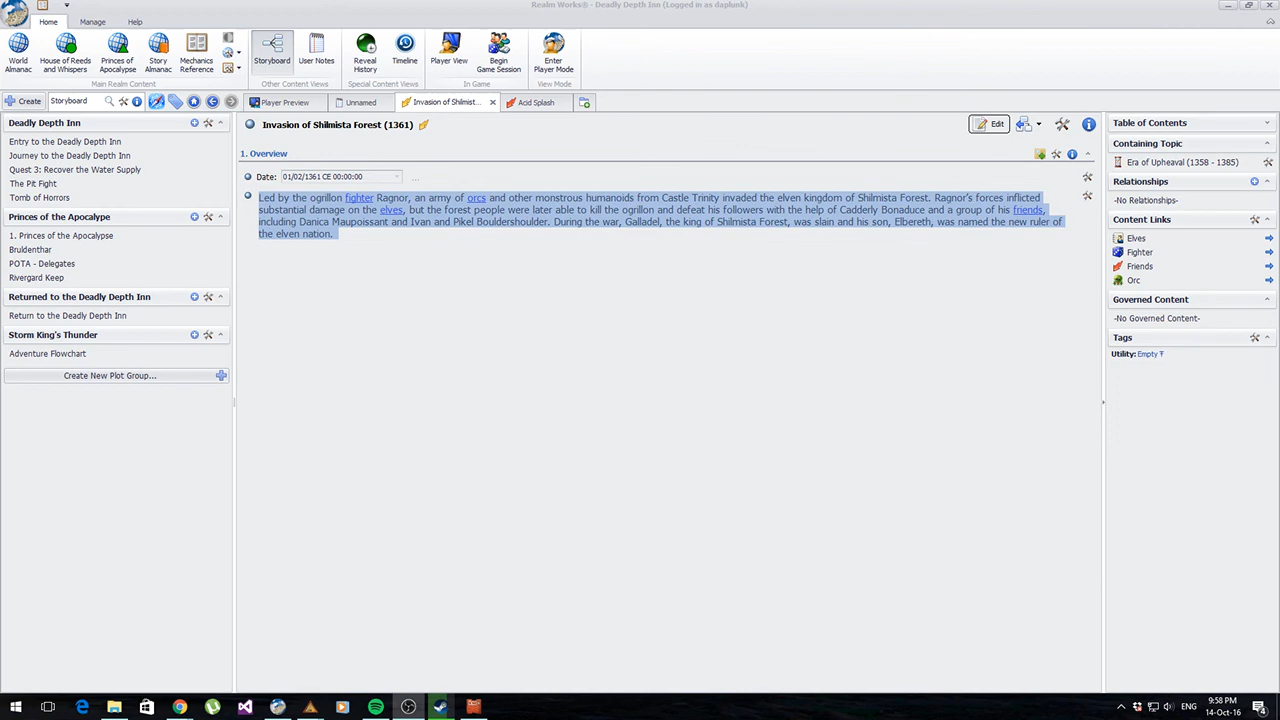 Realm Works® - Deadly Depth Inn (Logged in as daplunk)
Home Manage Help
World Almanac
House of Reeds and Whispers
Princes of Apocalypse
Story Almanac
Mechanics Reference
Storyboard
User Notes
Reveal History
Timeline
Player View
Begin Game Session
Enter Player Mode
Main Realm Content
Other Content Views
Special Content Views
In Game
View Mode
Create
Storyboard
Player Preview
Unnamed
Invasion of Shilmist...
Acid Splash
Deadly Depth Inn
Entry to the Deadly Depth Inn
Journey to the Deadly Depth Inn
Quest 3: Recover the Water Supply
The Pit Fight
Tomb of Horrors
Princes of the Apocalypse
1. Princes of the Apocalypse
Bruldenthar
POTA - Delegates
Rivergard Keep
Returned to the Deadly Depth Inn
Return to the Deadly Depth Inn
Storm King's Thunder
Adventure Flowchart
Create New Plot Group...
Invasion of Shilmista Forest (1361)
Edit
1. Overview
Date: 01/02/1361 CE 00:00:00 ...
Led by the ogrillon fighter Ragnor, an army of orcs and other monstrous humanoids from Castle Trinity invaded the elven kingdom of Shilmista Forest. Ragnor's forces inflicted
substantial damage on the elves, but the forest people were later able to kill the ogrillon and defeat his followers with the help of Cadderly Bonaduce and a group of his friends,
including Danica Maupoissant and Ivan and Pikel Bouldershoulder. During the war, Galladel, the king of Shilmista Forest, was slain and his son, Elbereth, was named the new ruler of
the elven nation.
Table of Contents
Containing Topic
Era of Upheaval (1358 - 1385)
Relationships
-No Relationships-
Content Links
Elves
Fighter
Friends
Orc
Governed Content
-No Governed Content-
Tags
Utility: Empty
ENG
9:58 PM
14-Oct-16